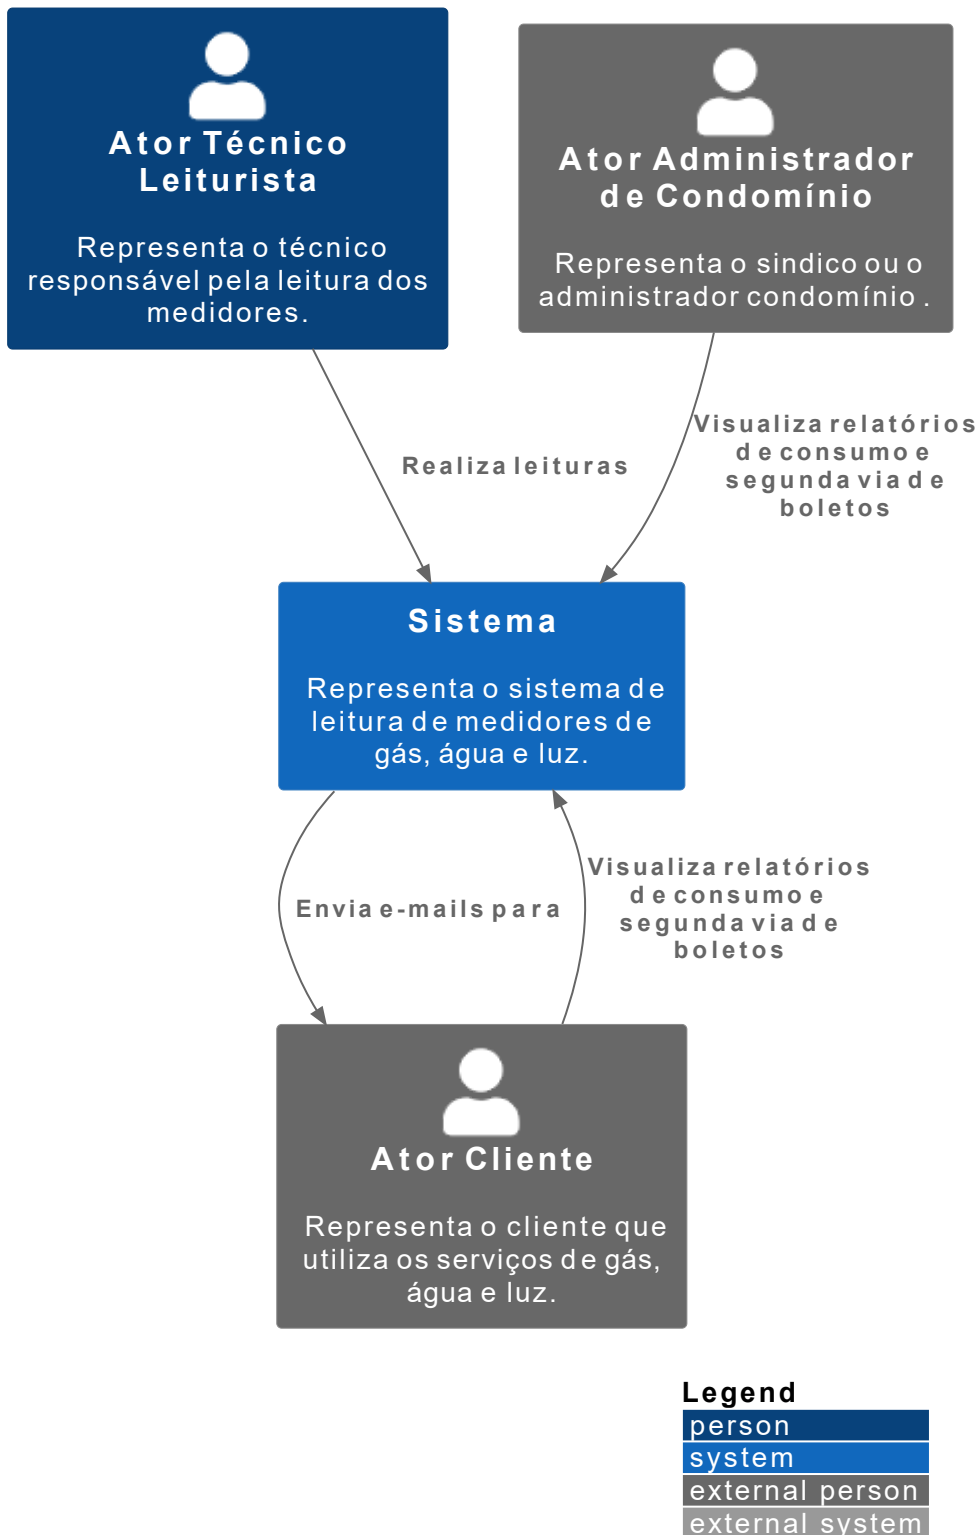 Ator Técnico
Leiturista
Representa o técnico
responsável pela leitura dos
medidores.
Ator Administrador
de Condomínio
Representa o sindico ou o
administrador condomínio .
Realiza leituras
Visualiza relatórios
de consumo e
segunda via de
boletos
Sistema
Representa o sistema de
leitura de medidores de
gás, água e luz.
Envia e-mails para
Visualiza relatórios
de consumo e
segunda via de
boletos
Ator Cliente
Representa o cliente que
utiliza os serviços de gás,
água e luz.
Legend
person
system
external person
external system